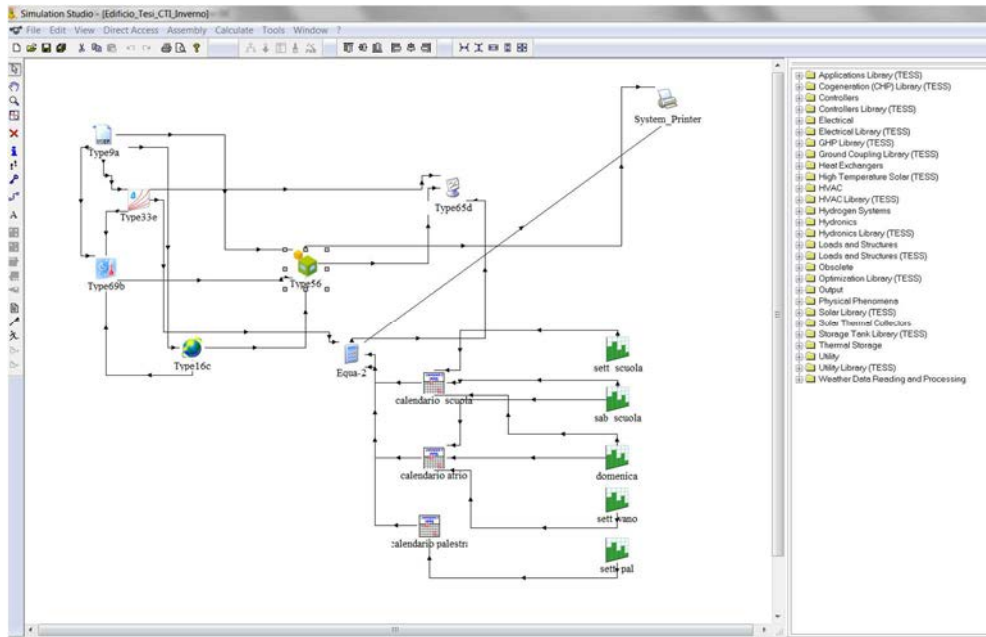 Simulation Studio - [Edificio_Tesi_CTI_Inverno]
File Edit View Direct Access Assembly Calculate Tools Window ?
System_Printer
Type9a
Type33e
Type65d
Type69b
Type56
Type16c
Equa-2
sett scuola
calendario scuola
sab scuola
calendario atrio
domenica
sett vano
calendario palestra
sett pal
Applications Library (TESS)
Cogeneration (CHP) Library (TESS)
Controllers
Controllers Library (TESS)
Electrical
Electrical Library (TESS)
GHP Library (TESS)
Ground Coupling Library (TESS)
Heat Exchangers
High Temperature Solar (TESS)
HVAC
HVAC Library (TESS)
Hydrogen Systems
Hydronics
Hydronics Library (TESS)
Loads and Structures
Loads and Structures (TESS)
Obsolete
Optimization Library (TESS)
Output
Physical Phenomena
Solar Library (TESS)
Solar Thermal Collectors
Storage Tank Library (TESS)
Thermal Storage
Utility
Utility Library (TESS)
Weather Data Reading and Processing